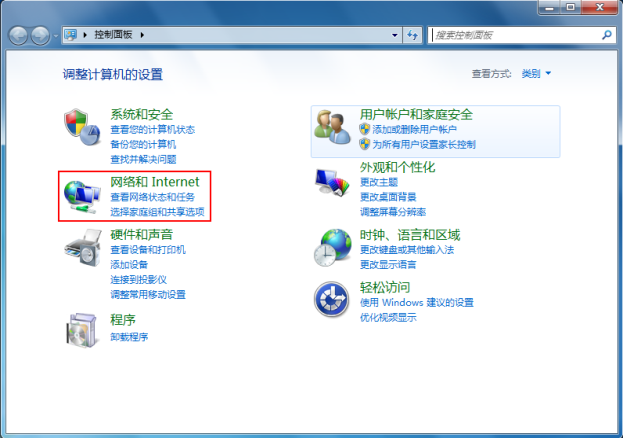 控制面板
搜索控制面板
调整计算机的设置
查看方式: 类别
系统和安全
查看您的计算机状态
备份您的计算机
查找并解决问题
网络和 Internet
查看网络状态和任务
选择家庭组和共享选项
硬件和声音
查看设备和打印机
添加设备
连接到投影仪
调整常用移动设置
程序
卸载程序
用户帐户和家庭安全
添加或删除用户帐户
为所有用户设置家长控制
外观和个性化
更改主题
更改桌面背景
调整屏幕分辨率
时钟、语言和区域
更改键盘或其他输入法
更改显示语言
轻松访问
使用 Windows 建议的设置
优化视频显示